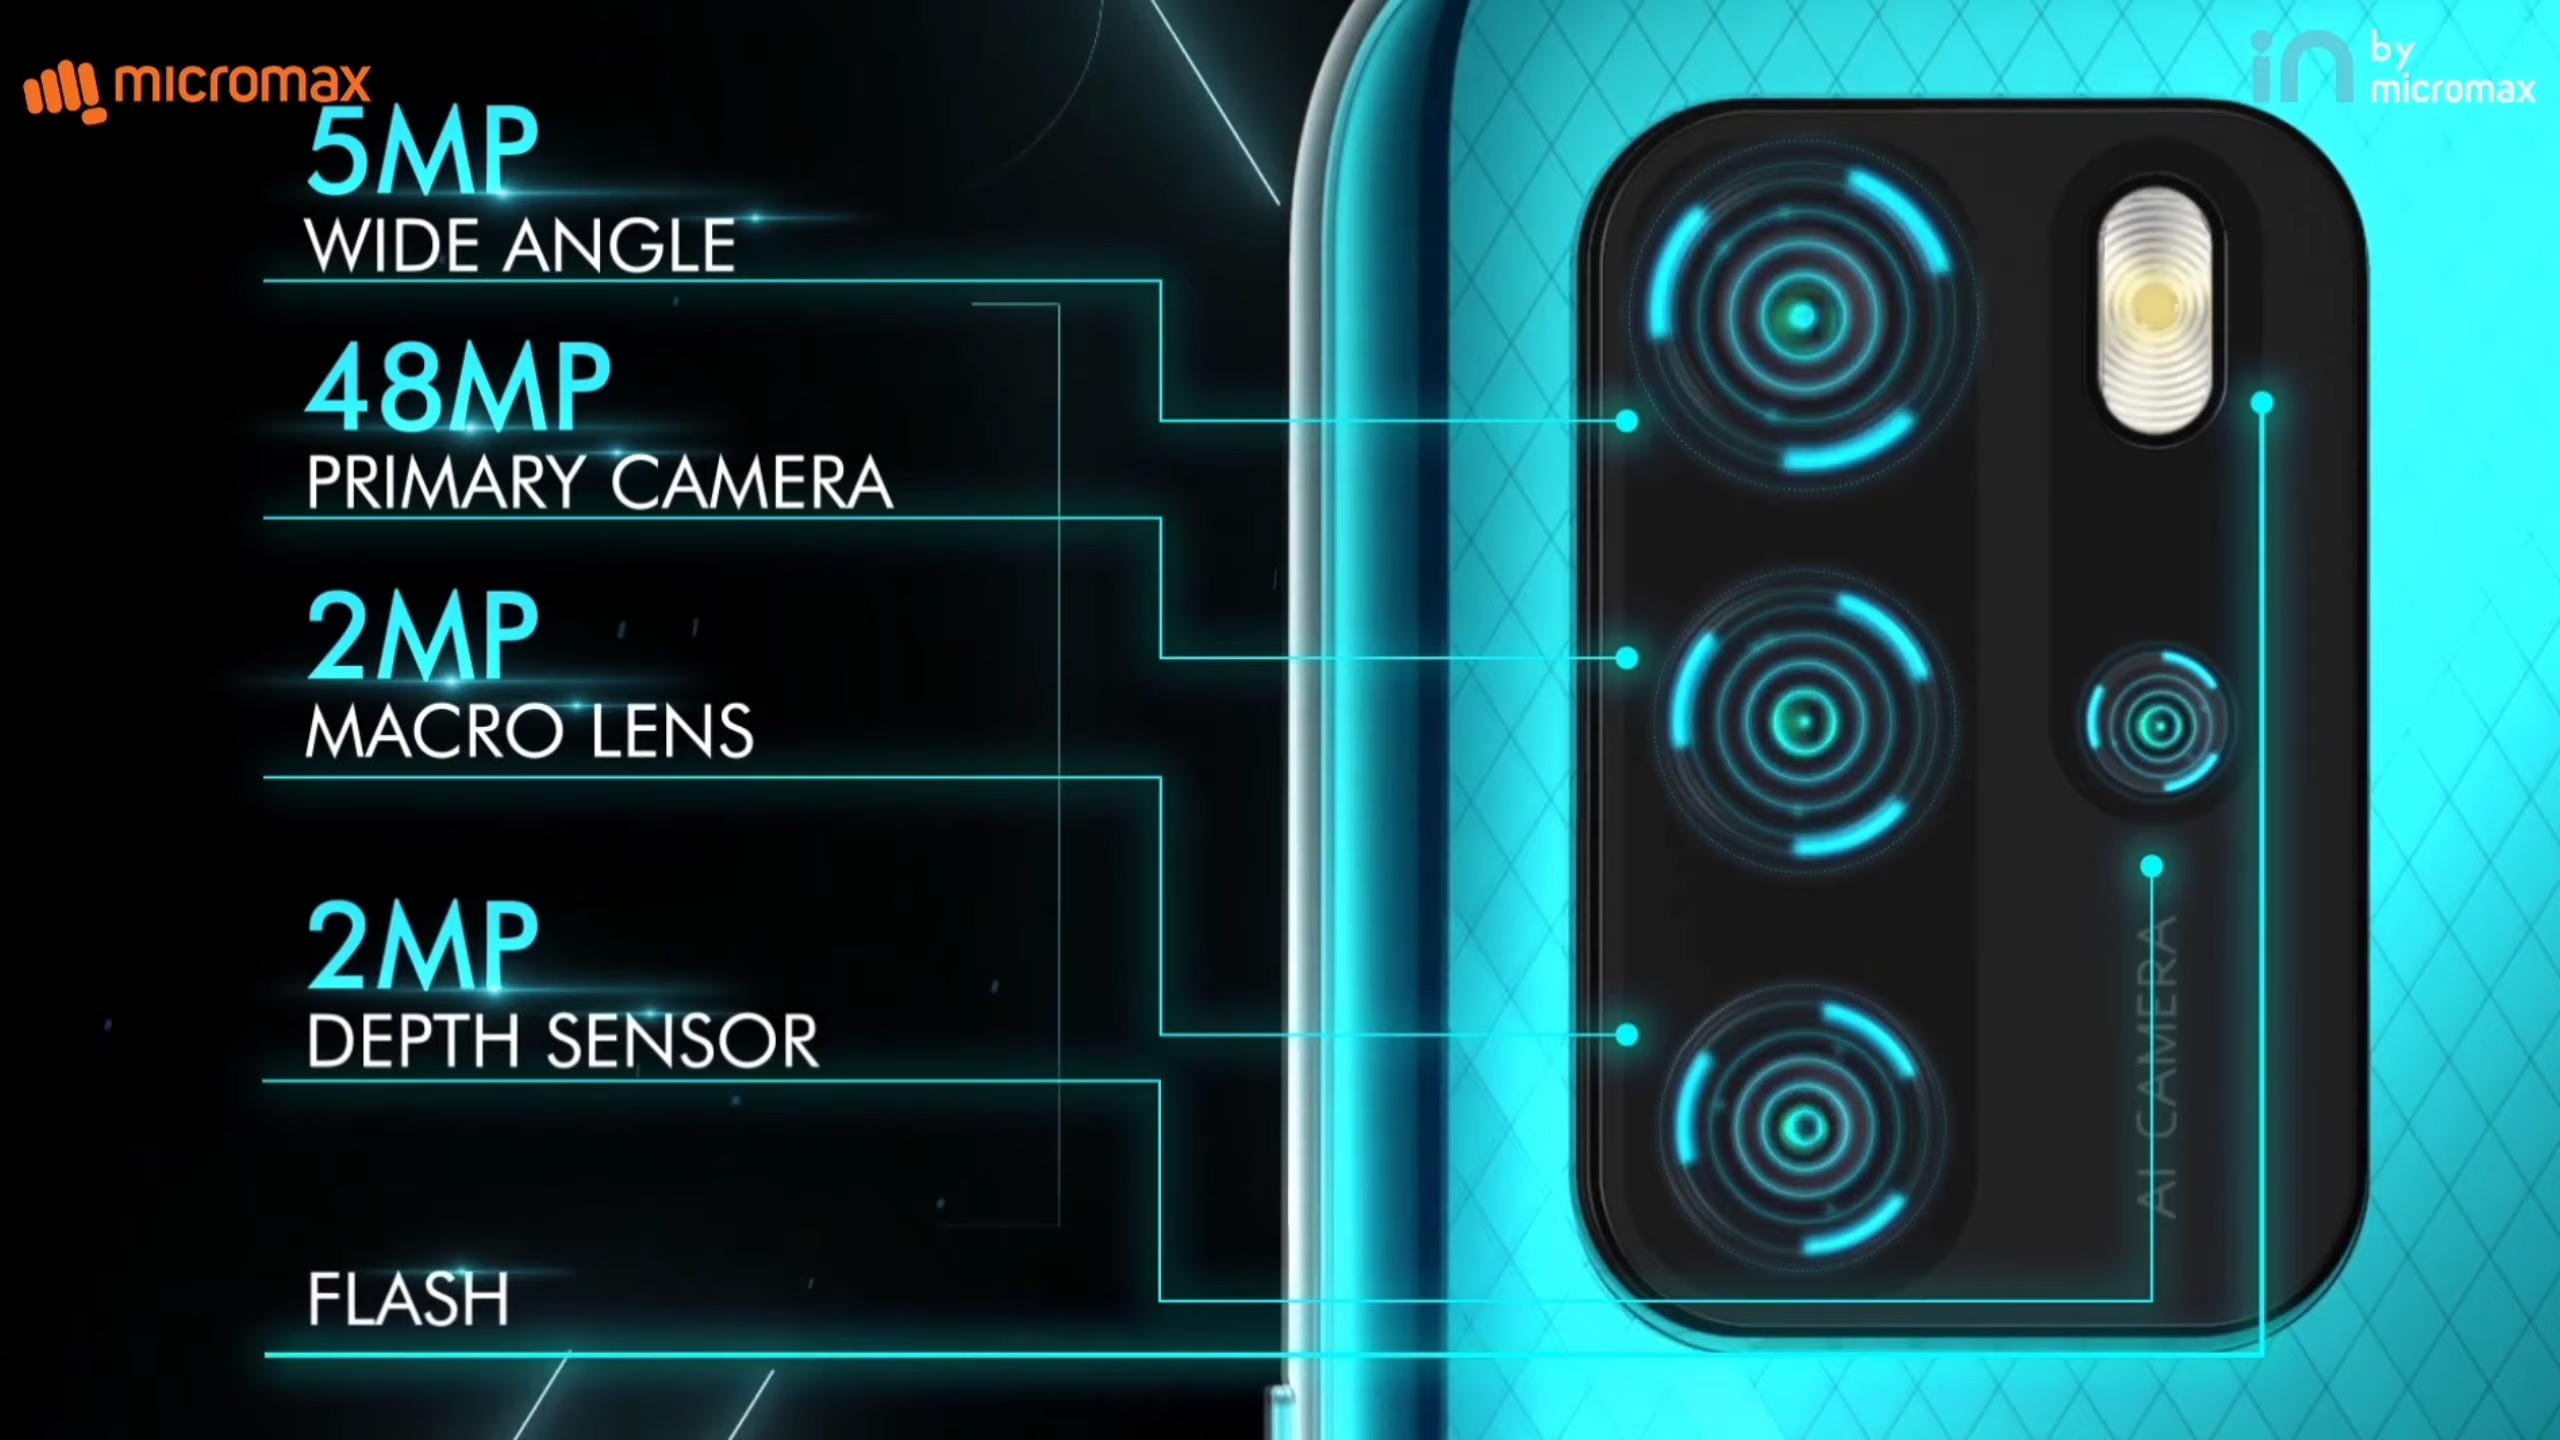 micromax
in by micromax
5MP
WIDE ANGLE
48MP
PRIMARY CAMERA
2MP
MACRO LENS
2MP
DEPTH SENSOR
FLASH
AI CAMERA